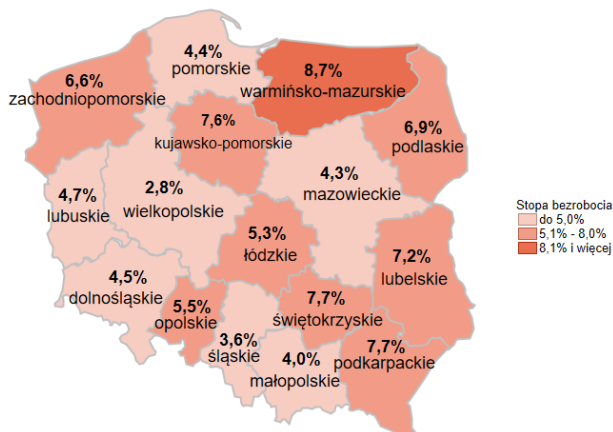 4,4%
pomorskie
8,7%
warmińsko-mazurskie
6,6%
zachodniopomorskie
7,6%
kujawsko-pomorskie
6,9%
podlaskie
4,7%
lubuskie
2,8%
wielkopolskie
4,3%
mazowieckie
5,3%
łódzkie
7,2%
lubelskie
4,5%
dolnośląskie
5,5%
opolskie
3,6%
śląskie
7,7%
świętokrzyskie
4,0%
małopolskie
7,7%
podkarpackie
Stopa bezrobocia
do 5,0%
5,1% - 8,0%
8,1% i więcej